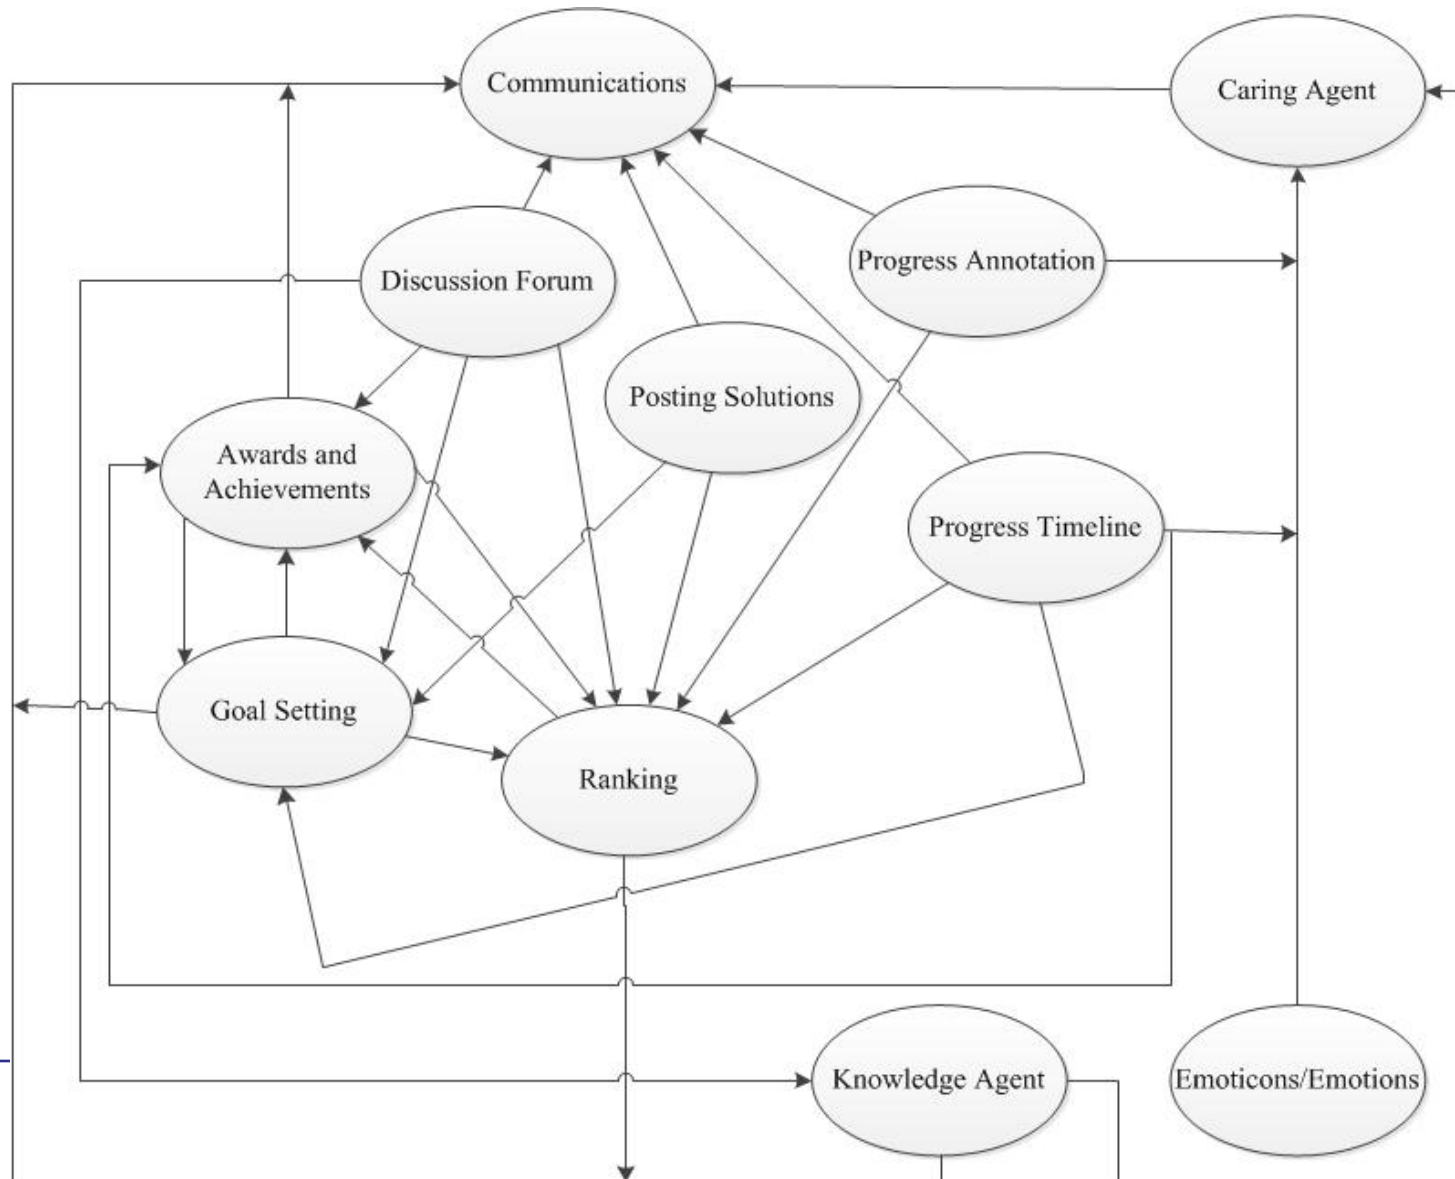 Communications
Caring Agent
Progress Annotation
Discussion Forum
Posting Solutions
Awards and
Achievements
Progress Timeline
Goal Setting
Ranking
Knowledge Agent
Emoticons/Emotions